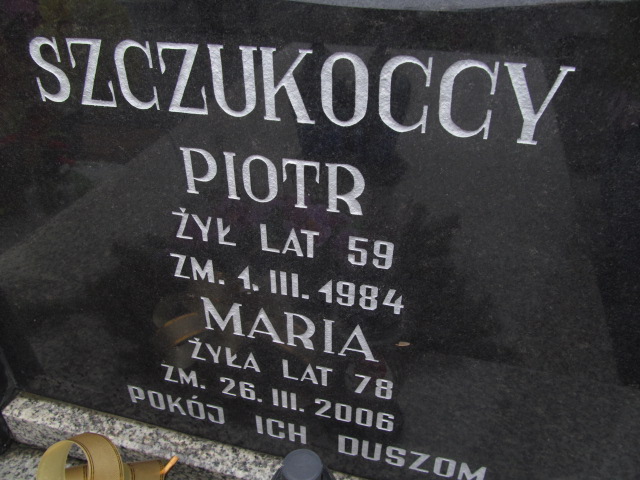 SZCZUKOCCY
PIOTR
ŻYŁ LAT 59
ZM. 1. III. 1984
MARIA
ŻYŁA LAT 78
ZM. 26. III. 2006
POKÓJ ICH DUSZOM